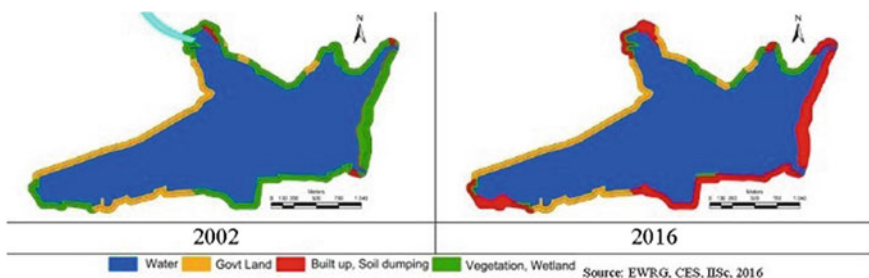 N
N
Meters
Meters
2002
2016
Water Govt Land Built up, Soil dumping Vegetation, Wetland
Source: EWRG, CES, IISc, 2016